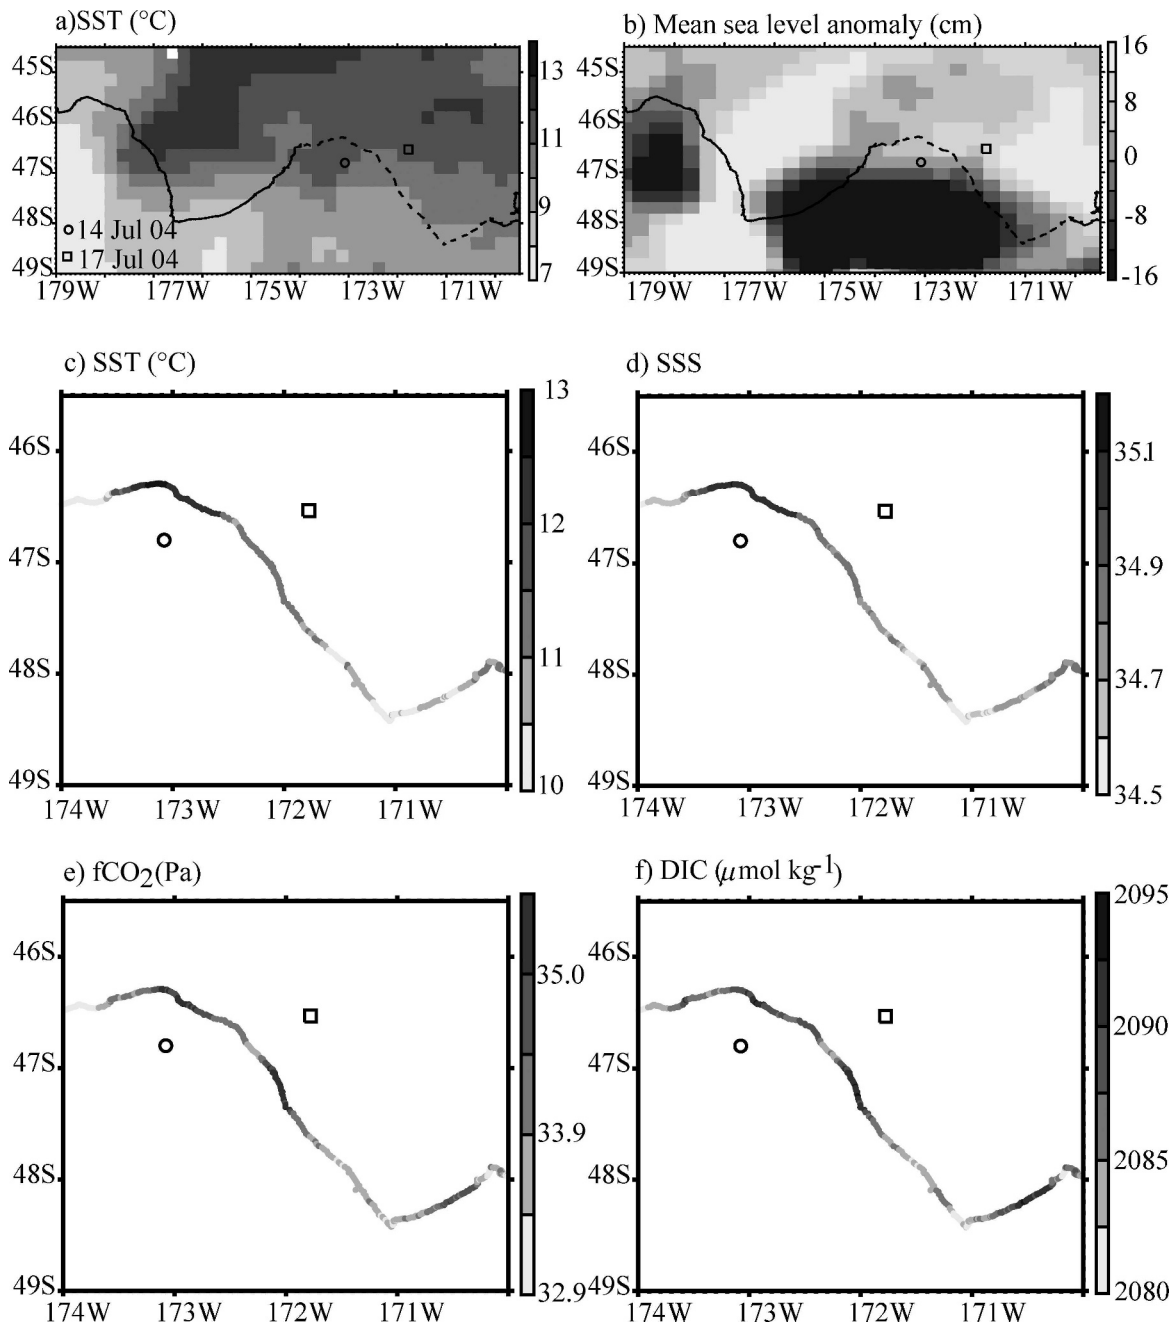 a)SST (°C)
45S
46S
47S
48S
49S
14 Jul 04
17 Jul 04
179W 177W 175W 173W 171W
13
11
9
7
b) Mean sea level anomaly (cm)
45S
46S
47S
48S
49S
179W 177W 175W 173W 171W
16
8
0
-8
-16
c) SST (°C)
46S
47S
48S
49S
174W 173W 172W 171W
13
12
11
10
d) SSS
46S
47S
48S
49S
174W 173W 172W 171W
35.1
34.9
34.7
34.5
e) fCO2(Pa)
46S
47S
48S
49S
174W 173W 172W 171W
35.0
33.9
32.9
f) DIC (μmol kg-1)
46S
47S
48S
49S
174W 173W 172W 171W
2095
2090
2085
2080